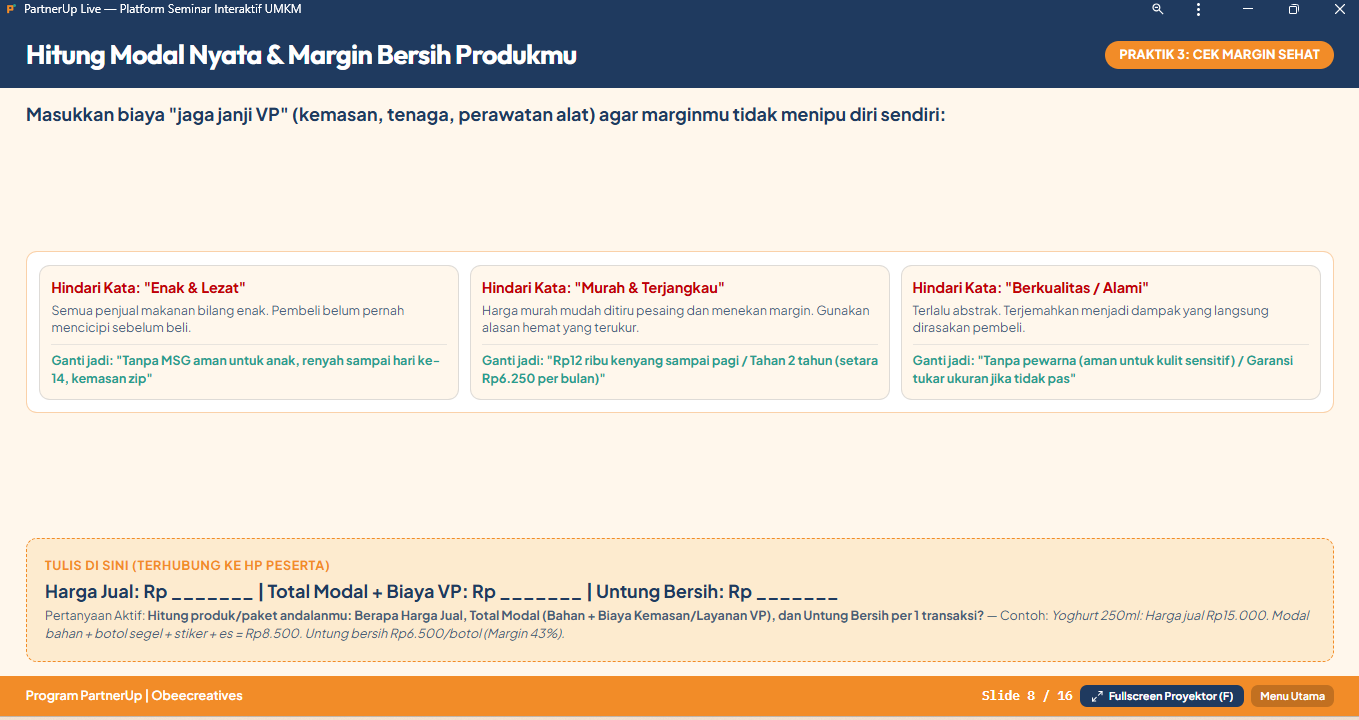 PartnerUp Live — Platform Seminar Interaktif UMKM
Hitung Modal Nyata & Margin Bersih Produkmu
PRAKTIK 3: CEK MARGIN SEHAT
Masukkan biaya "jaga janji VP" (kemasan, tenaga, perawatan alat) agar marginmu tidak menipu diri sendiri:
Hindari Kata: "Enak & Lezat"
Semua penjual makanan bilang enak. Pembeli belum pernah
mencicipi sebelum beli.
Ganti jadi: "Tanpa MSG aman untuk anak, renyah sampai hari ke-
14, kemasan zip"
Hindari Kata: "Murah & Terjangkau"
Harga murah mudah ditiru pesaing dan menekan margin. Gunakan
alasan hemat yang terukur.
Ganti jadi: "Rp12 ribu kenyang sampai pagi / Tahan 2 tahun (setara
Rp6.250 per bulan)"
Hindari Kata: "Berkualitas / Alami"
Terlalu abstrak. Terjemahkan menjadi dampak yang langsung
dirasakan pembeli.
Ganti jadi: "Tanpa pewarna (aman untuk kulit sensitif) / Garansi
tukar ukuran jika tidak pas"
TULIS DI SINI (TERHUBUNG KE HP PESERTA)
Harga Jual: Rp _______ | Total Modal + Biaya VP: Rp _______ | Untung Bersih: Rp _______
Pertanyaan Aktif: Hitung produk/paket andalanmu: Berapa Harga Jual, Total Modal (Bahan + Biaya Kemasan/Layanan VP), dan Untung Bersih per 1 transaksi? — Contoh: Yoghurt 250ml: Harga jual Rp15.000. Modal
bahan + botol segel + stiker + es = Rp8.500. Untung bersih Rp6.500/botol (Margin 43%).
Program PartnerUp | Obeecreatives
Slide 8 / 16
Fullscreen Proyektor (F)
Menu Utama